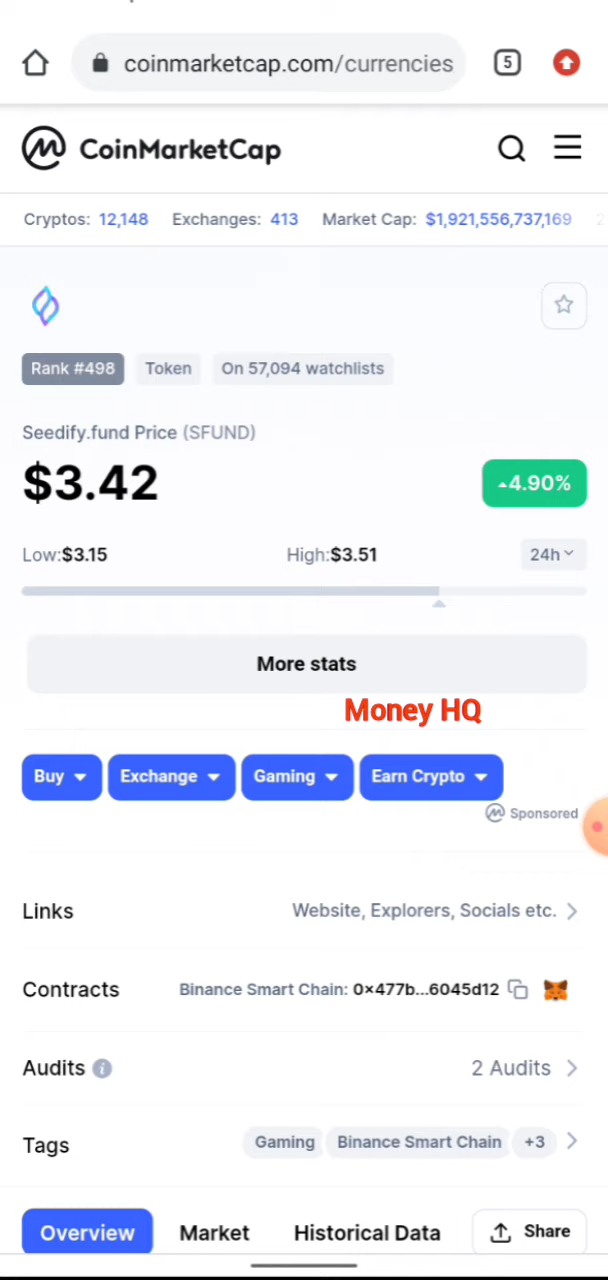 coinmarketcap.com/currencies 5
CoinMarketCap
Cryptos: 12,148 Exchanges: 413 Market Cap: $1,921,556,737,169
Rank #498 Token On 57,094 watchlists
Seedify.fund Price (SFUND)
$3.42 4.90%
Low:$3.15 High:$3.51 24h
More stats
Money HQ
Buy Exchange Gaming Earn Crypto
Sponsored
Links Website, Explorers, Socials etc.
Contracts Binance Smart Chain: 0x477b...6045d12
Audits i 2 Audits
Tags Gaming Binance Smart Chain +3
Overview Market Historical Data Share